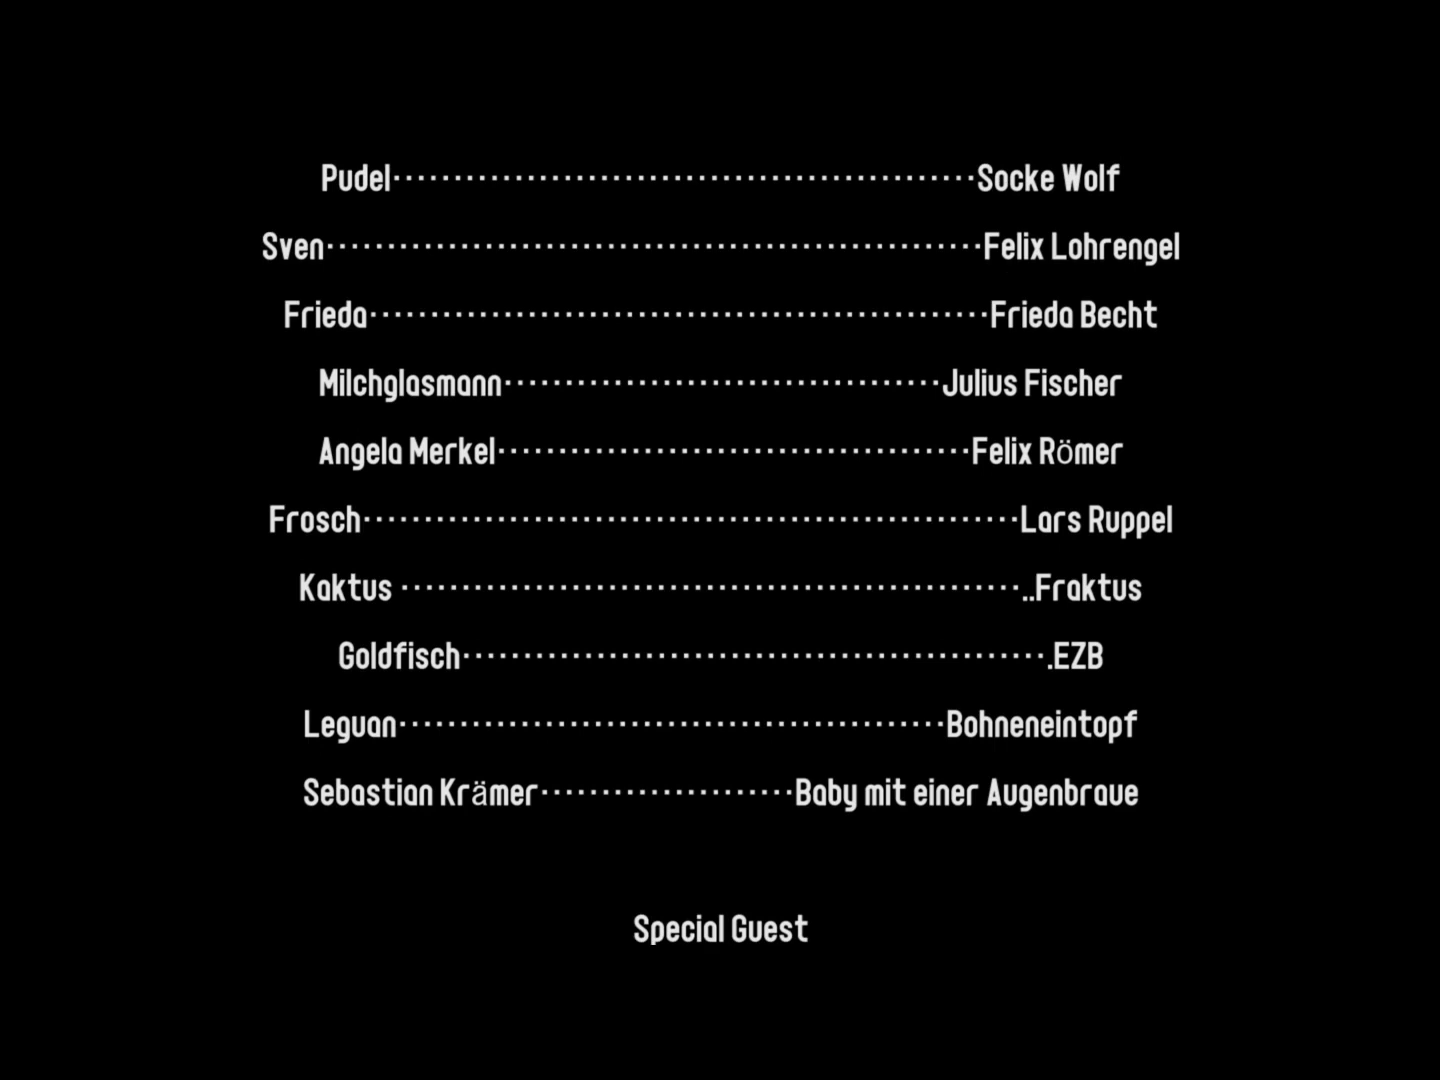 Pudel................................................Socke Wolf
Sven......................................................Felix Lohrengel
Frieda...................................................Frieda Becht
Milchglasmann....................................Julius Fischer
Angela Merkel.......................................Felix Römer
Frosch......................................................Lars Ruppel
Kaktus .....................................................Fraktus
Goldfisch.................................................EZB
Leguan.............................................Bohneneintopf
Sebastian Krämer.....................Baby mit einer Augenbraue
Special Guest